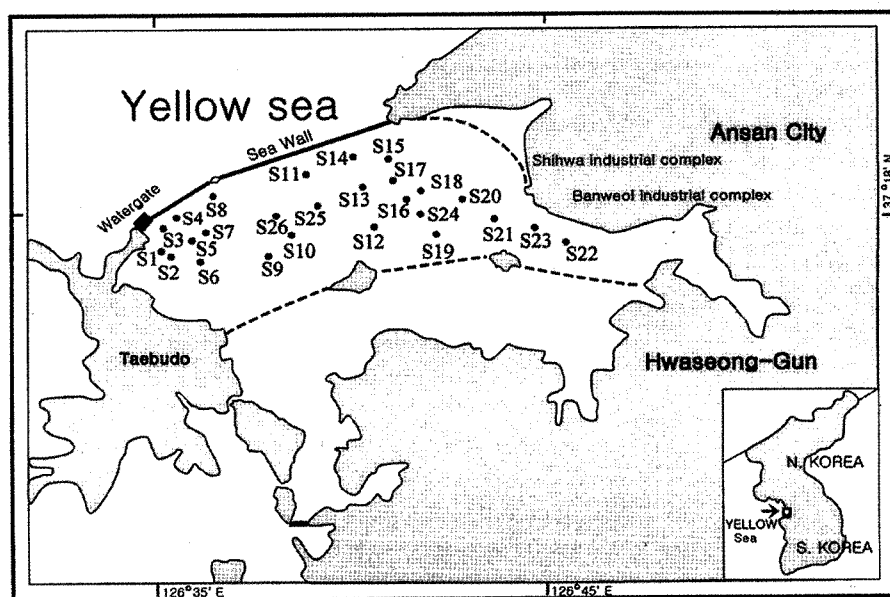 Yellow sea
Ansan City
Sea Wall
Shihwa industrial complex
Banweol industrial complex
Watergate
S15
S14
S17
S11
S18
S13
S20
S8
S16
S4
S25
S26
S24
S7
S3
S10
S12
S21
S23
S5
S19
S22
S1
S2
S9
S6
Taebudo
Hwaseong-Gun
37°18' N
N. KOREA
YELLOW
Sea
S. KOREA
126°35' E
126°45' E